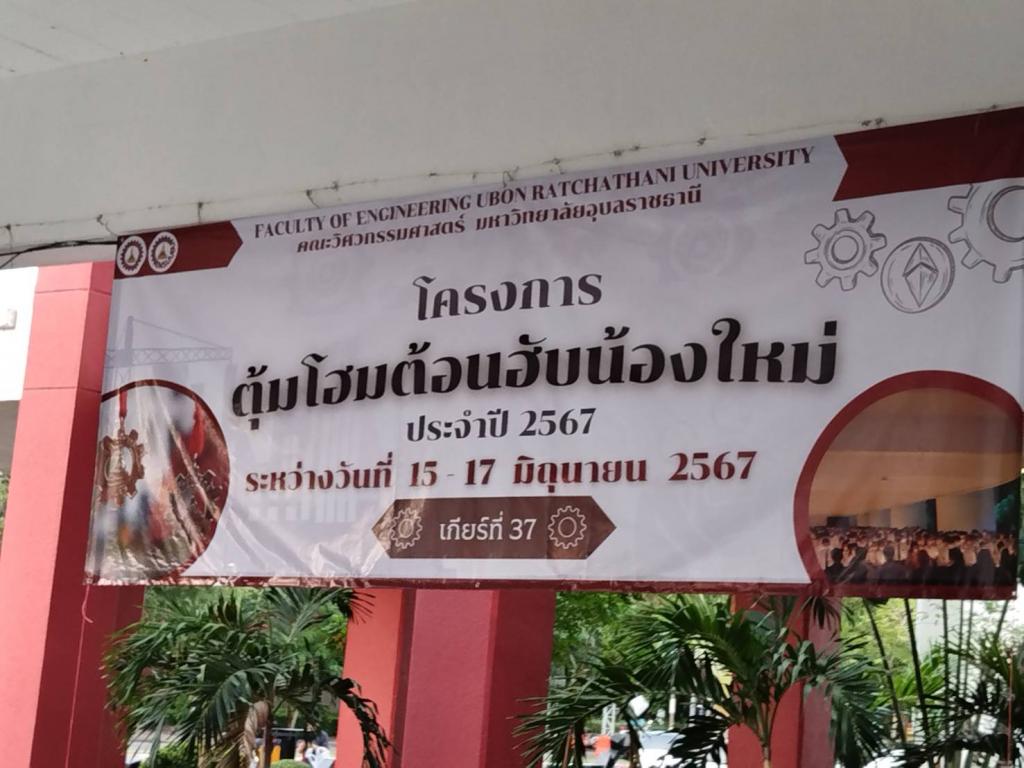 FACULTY OF ENGINEERING UBON RATCHATHANI UNIVERSITY
คณะวิศวกรรมศาสตร์ มหาวิทยาลัยอุบลราชธานี
โครงการ
ตุ้มโฮมต้อนฮับน้องใหม่
ประจำปี 2567
ระหว่างวันที่ 15 - 17 มิถุนายน 2567
เกียร์ที่ 37